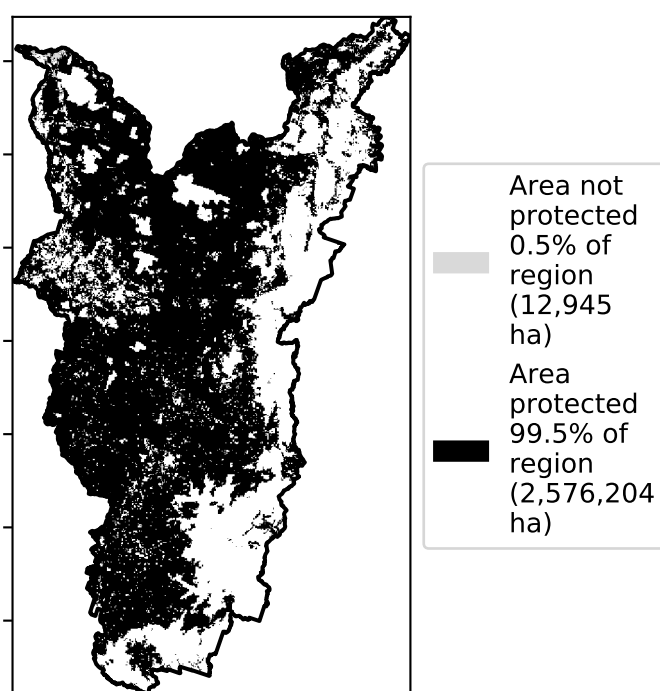 Area not
protected
0.5% of
region
(12,945
ha)
Area
protected
99.5% of
region
(2,576,204
ha)